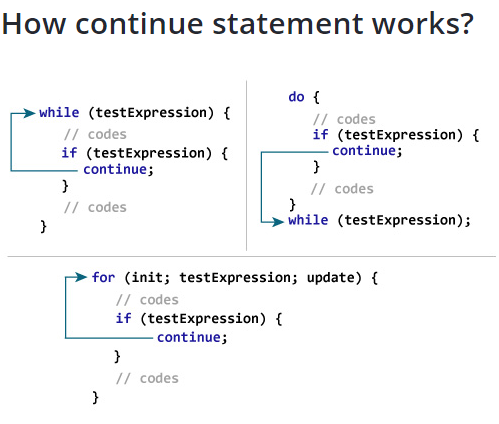 How continue statement works?
while (testExpression) {
// codes
if (testExpression) {
continue;
}
// codes
}
do {
// codes
if (testExpression) {
continue;
}
// codes
}
while (testExpression);
for (init; testExpression; update) {
// codes
if (testExpression) {
continue;
}
// codes
}